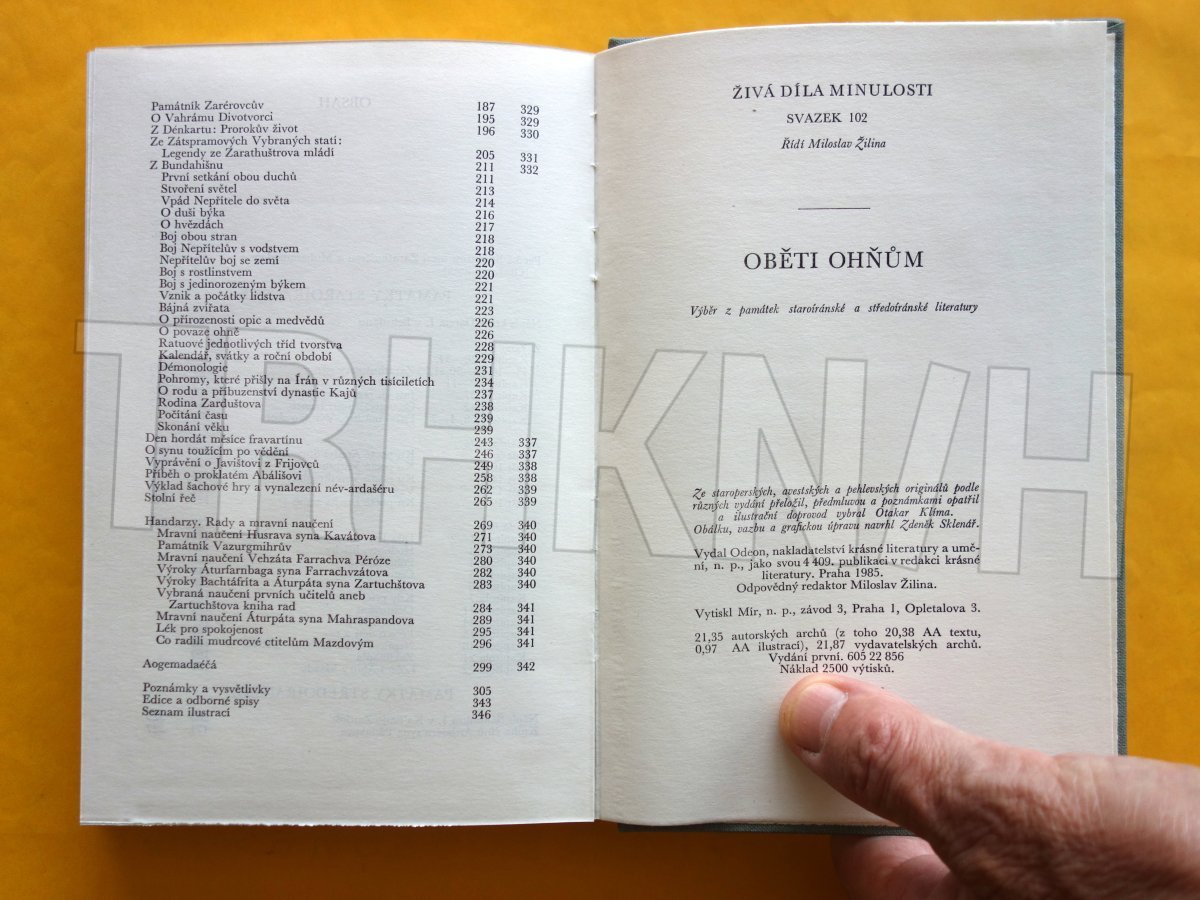 Památník Zarérovcův 187 329
O Vahrámu Divotvorci 195 329
Z Dénkartu: Prorokův život 196 330
Ze Zátspramových Vybraných statí:
Legendy ze Zarathuštrova mládí 205 331
Z Bundahišnu 211 332
První setkání obou duchů 211
Stvoření světel 213
Vpád Nepřítele do světa 214
O duši býka 216
O hvězdách 217
Boj obou stran 218
Boj Nepřítelův s vodstvem 218
Nepřítelův boj se zemí 220
Boj s rostlinstvem 220
Boj s jedinorozeným býkem 221
Vznik a počátky lidstva 221
Bájná zvířata 223
O přirozenosti opic a medvědů 226
O povaze ohně 226
Ratuové jednotlivých tříd tvorstva 228
Kalendář, svátky a roční období 229
Démonologie 231
Pohromy, které přišly na Írán v různých tisíciletích 234
O rodu a příbuzenství dynastie Kajů 237
Rodina Zarduštova 238
Počítání času 239
Skonání věku 239
Den hordát měsíce fravartínu 243 337
O synu toužícím po vědění 246 337
Vyprávění o Javištovi z Frijovců 249 338
Příběh o proklatém Abálišovi 258 338
Výklad šachové hry a vynalezení név-ardašéru 262 339
Stolní řeč 265 339
Handarzy. Rady a mravní naučení 269 340
Mravní naučení Husrava syna Kavátova 271 340
Památník Vazurgmihrův 273 340
Mravní naučení Vehzáta Farrachva Péróze 280 340
Výroky Áturfarnbaga syna Farrachvzátova 282 340
Výroky Bachtáfríta a Áturpáta syna Zartuchštova 283 340
Vybraná naučení prvních učitelů aneb
Zartuchštova kniha rad 284 341
Mravní naučení Áturpáta syna Mahraspandova 289 341
Lék pro spokojenost 295 341
Co radili mudrcové ctitelům Mazdovým 296 341
Aogemadaéčá 299 342
Poznámky a vysvětlivky 305
Edice a odborné spisy 343
Seznam ilustrací 346
ŽIVÁ DÍLA MINULOSTI
SVAZEK 102
Řídí Miloslav Žilina
OBĚTI OHŇŮM
Výběr z památek staroíránské a středoíránské literatury
Ze staroperských, avestských a pehlevských originálů podle
různých vydání přeložil, předmluvou a poznámkami opatřil
a ilustrační doprovod vybral Otakar Klíma.
Obálku, vazbu a grafickou úpravu navrhl Zdeněk Sklenář.
Vydal Odeon, nakladatelství krásné literatury a umě-
ní, n. p., jako svou 4 409. publikaci v redakci krásné
literatury. Praha 1985.
Odpovědný redaktor Miloslav Žilina.
Vytiskl Mír, n. p., závod 3, Praha 1, Opletalova 3.
21,35 autorských archů (z toho 20,38 AA textu,
0,97 AA ilustrací), 21,87 vydavatelských archů.
Vydání první. 605 22 856
Náklad 2500 výtisků.
TRHKNIH